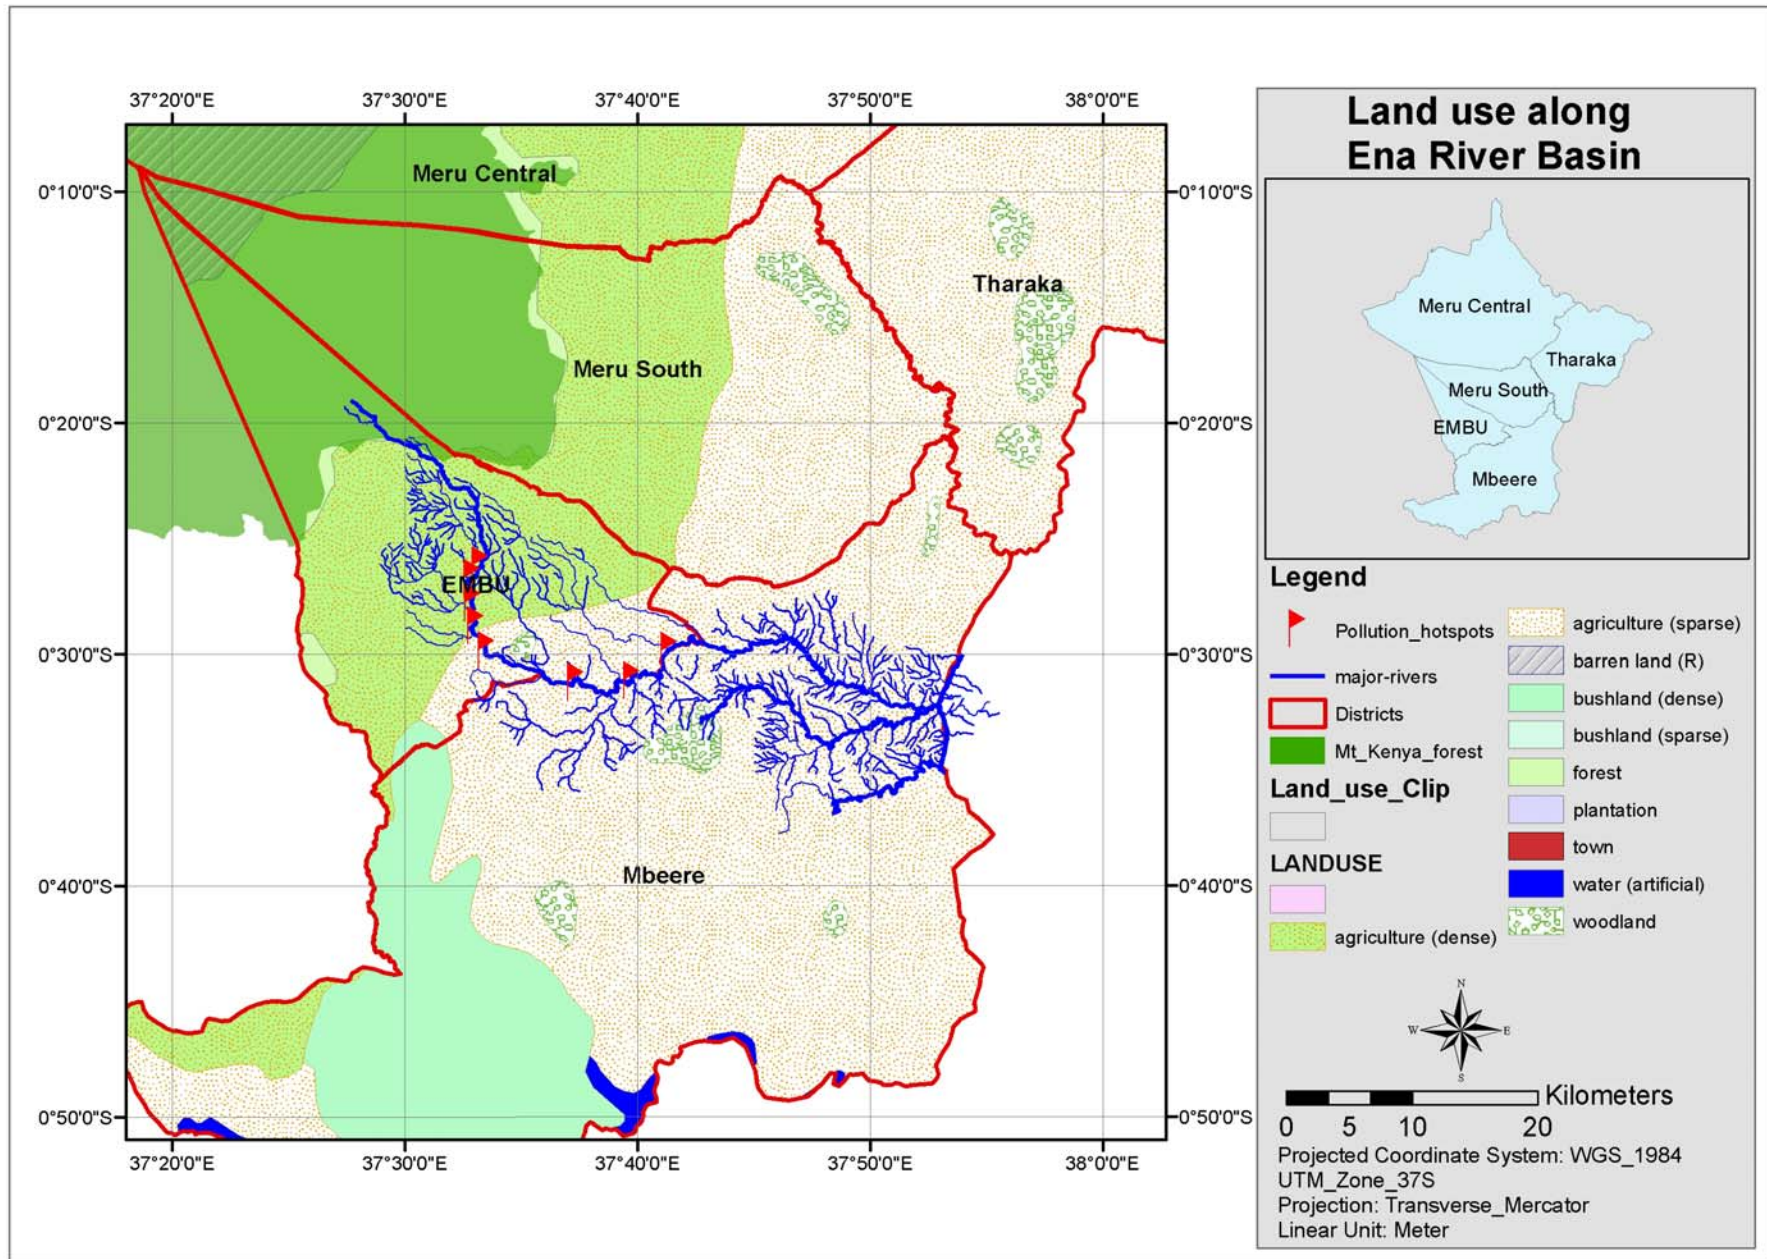 Land use along
Ena River Basin
37°20'0"E
37°30'0"E
37°40'0"E
37°50'0"E
38°0'0"E
0°10'0"S
0°10'0"S
0°20'0"S
0°20'0"S
0°30'0"S
0°30'0"S
0°40'0"S
0°40'0"S
0°50'0"S
0°50'0"S
37°20'0"E
37°30'0"E
37°40'0"E
37°50'0"E
38°0'0"E
Meru Central
Tharaka
Meru South
EMBU
Mbeere
Meru Central
Tharaka
Meru South
EMBU
Mbeere
Legend
Pollution_hotspots
major-rivers
Districts
Mt_Kenya_forest
Land_use_Clip
LANDUSE
agriculture (dense)
agriculture (sparse)
barren land (R)
bushland (dense)
bushland (sparse)
forest
plantation
town
water (artificial)
woodland
N
W
E
S
Kilometers
0 5 10 20
Projected Coordinate System: WGS_1984
UTM_Zone_37S
Projection: Transverse_Mercator
Linear Unit: Meter